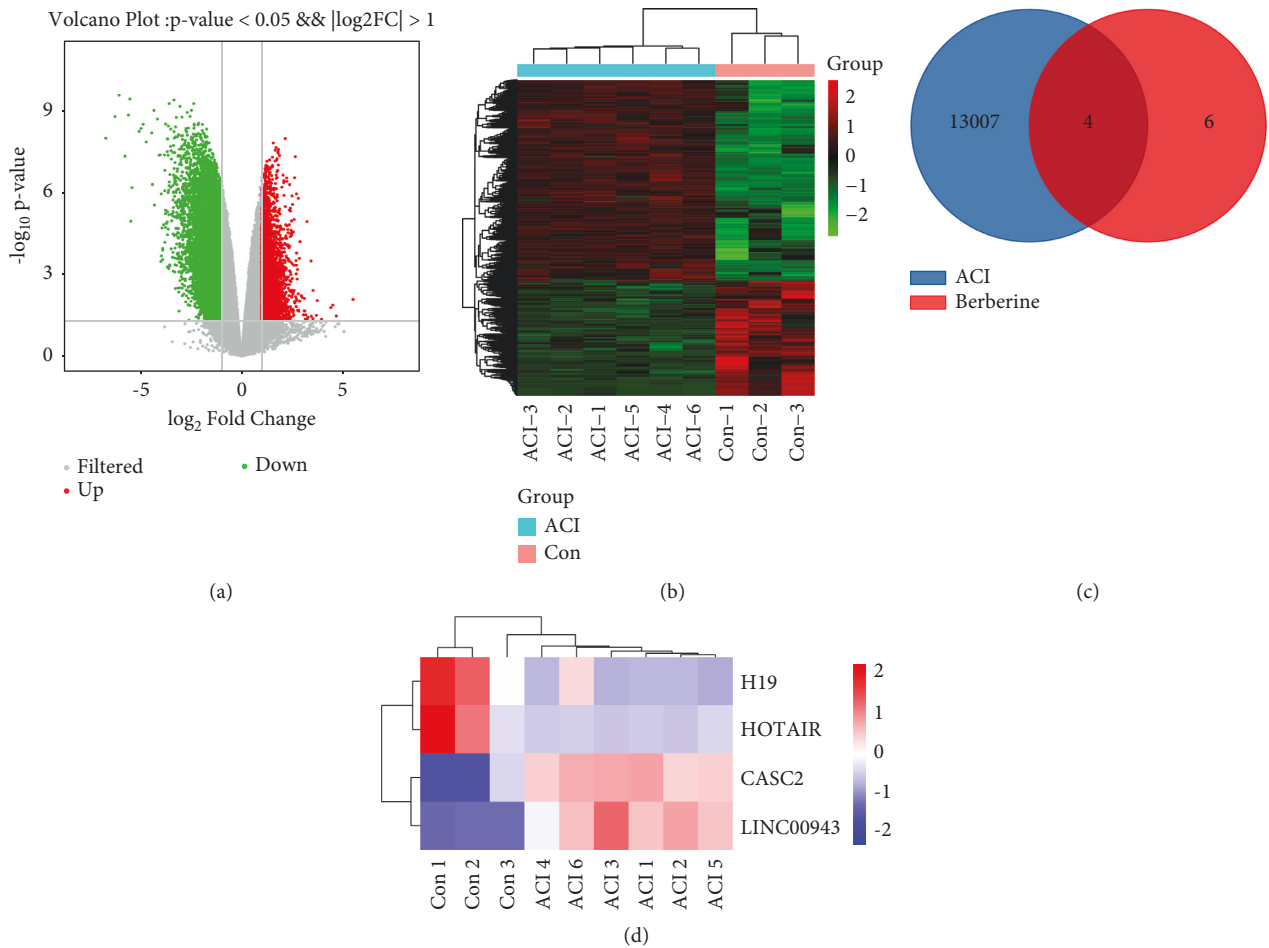 Volcano Plot :p-value < 0.05 && |log2FC| > 1
-log10 p-value
9
6
3
0
-5
0
5
log2 Fold Change
Filtered
Down
Up
(a)
Group
2
1
0
−1
−2
ACI−3
ACI−2
ACI−1
ACI−5
ACI−4
ACI−6
Con−1
Con−2
Con−3
Group
ACI
Con
(b)
13007
4
6
ACI
Berberine
(c)
H19
HOTAIR
CASC2
LINC00943
2
1
0
-1
-2
Con 1
Con 2
Con 3
ACI 4
ACI 6
ACI 3
ACI 1
ACI 2
ACI 5
(d)